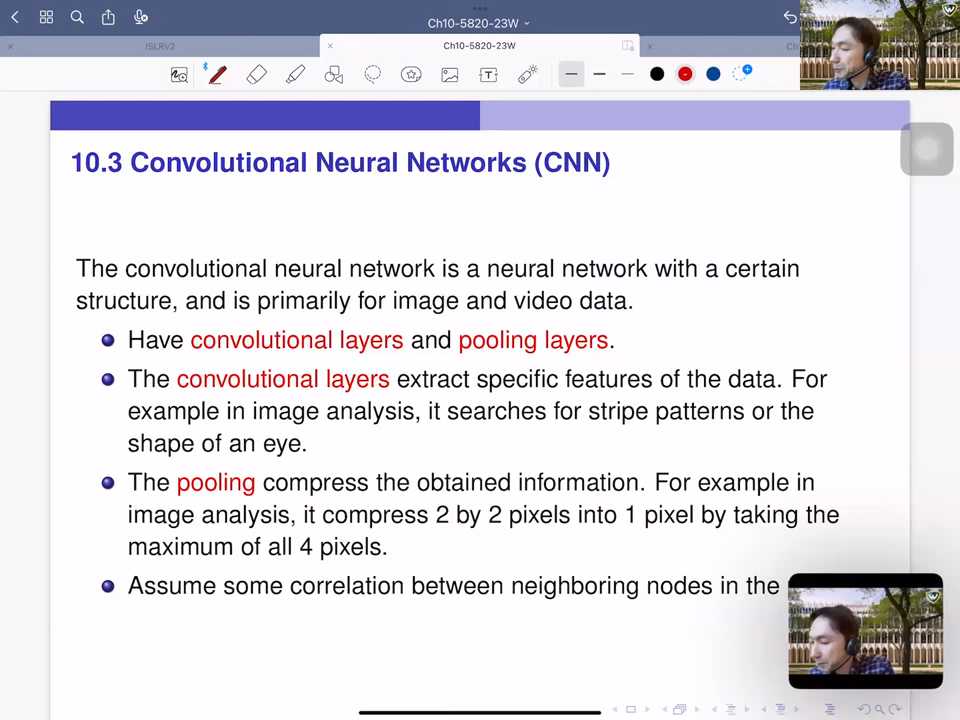 Ch10-5820-23W
iSLRv2
Ch10-5820-23W
Ch
T
10.3 Convolutional Neural Networks (CNN)
The convolutional neural network is a neural network with a certain
structure, and is primarily for image and video data.
Have convolutional layers and pooling layers.
The convolutional layers extract specific features of the data. For
example in image analysis, it searches for stripe patterns or the
shape of an eye.
The pooling compress the obtained information. For example in
image analysis, it compress 2 by 2 pixels into 1 pixel by taking the
maximum of all 4 pixels.
Assume some correlation between neighboring nodes in the